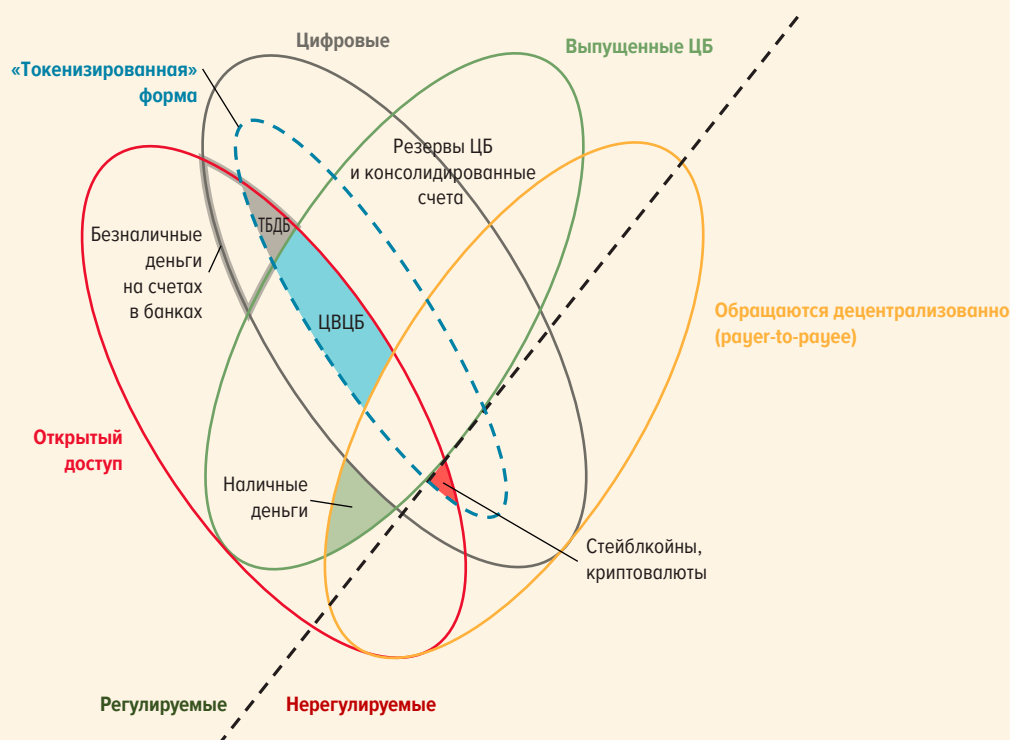 Цифровые
Выпущенные ЦБ
«Токенизированная»
форма
Резервы ЦБ
и консолидированные
счета
ТБДБ
Безналичные
деньги
на счетах
в банках
ЦВЦБ
Обращаются децентрализованно
(payer-to-payee)
Открытый
доступ
Наличные
деньги
Стейблкойны,
криптовалюты
Регулируемые
Нерегулируемые